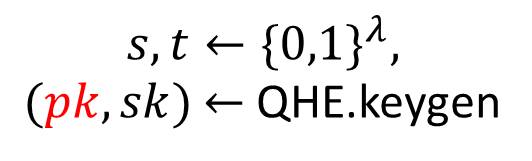 s, t ← {0,1}^λ,
(pk, sk) ← QHE.keygen